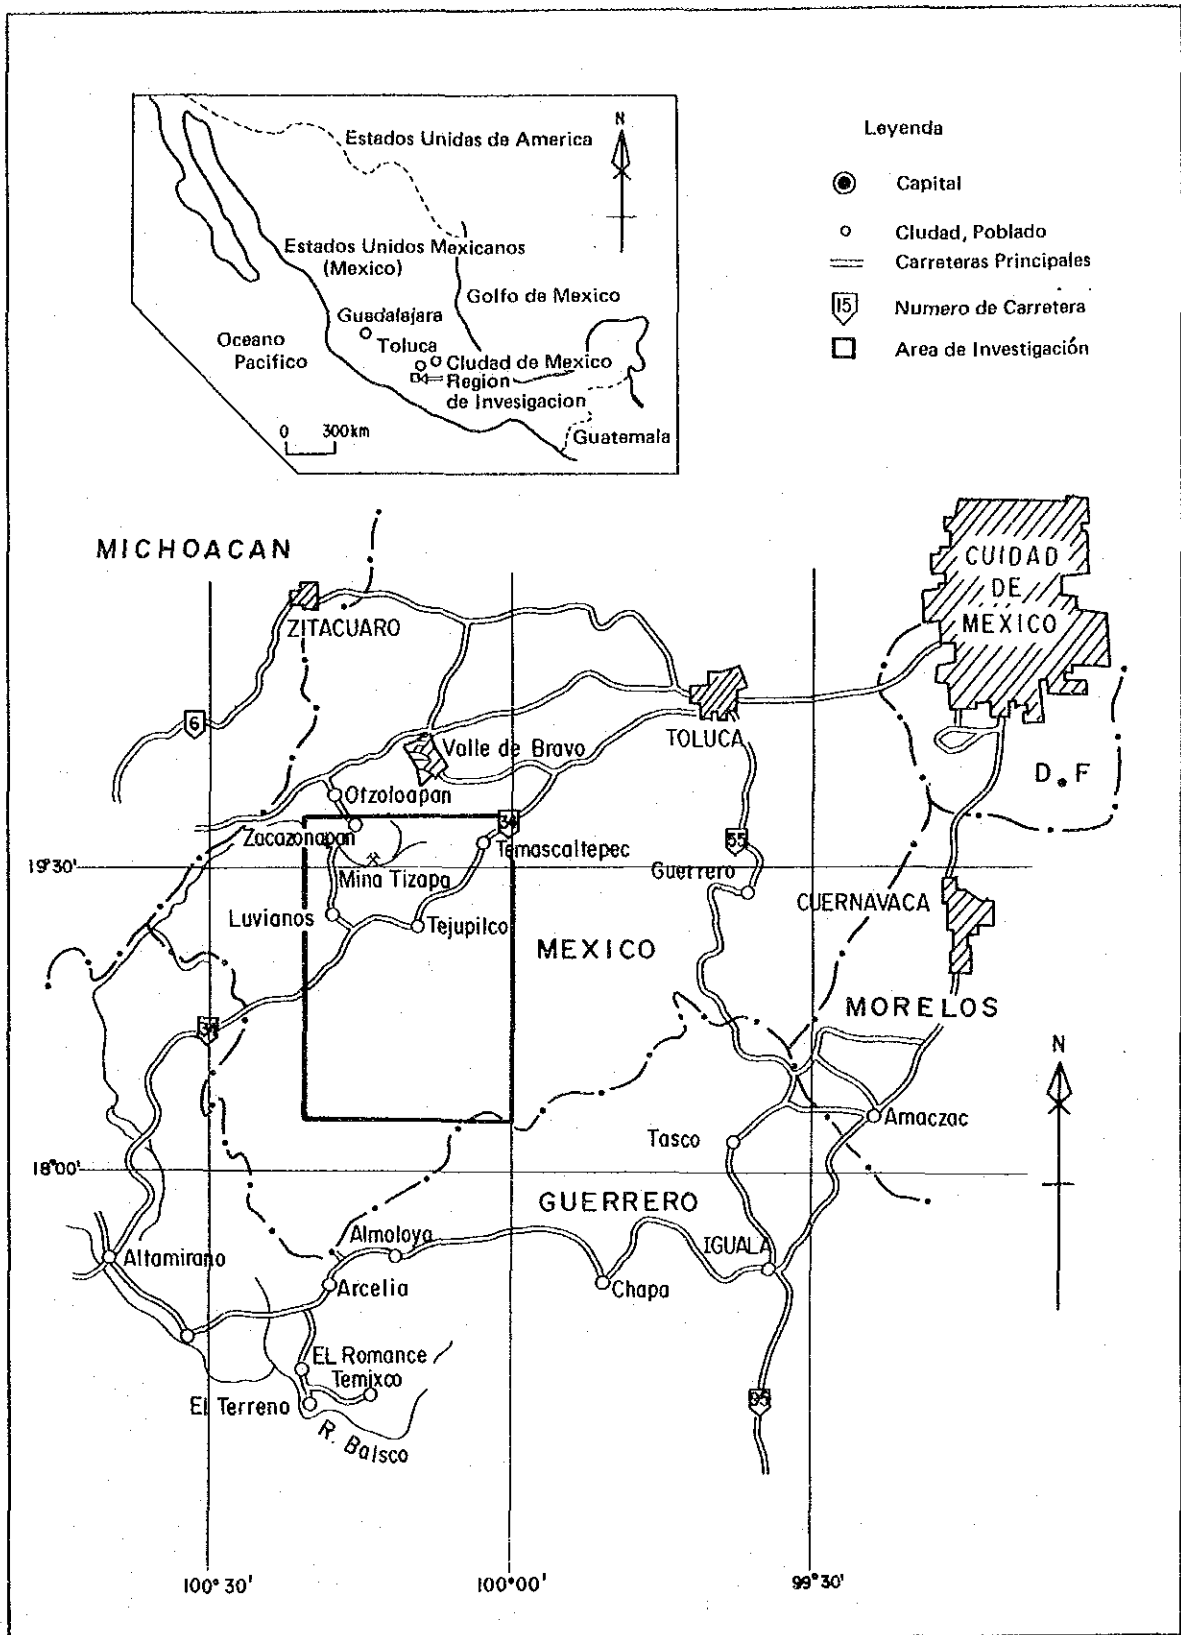 Estados Unidas de America
N
Estados Unidos Mexicanos
(Mexico)
Golfo de Mexico
Guadalajara
Toluca
Oceano
Pacifico
Ciudad de Mexico
Region
de Invesigacion
0 300km
Guatemala
Leyenda
Capital
Ciudad, Poblado
Carreteras Principales
15 Numero de Carretera
Area de Investigación
MICHOACAN
CUIDAD
DE
MEXICO
ZITACUARO
6
TOLUCA
Valle de Bravo
D.F
Otzoloapan
Zacazonapan
34
Temascaltepec
55
19°30'
Mina Tizapa
Guerrero
CUERNAVACA
Luvianos
Tejupilco
MEXICO
MORELOS
N
Amaczac
Tasco
18°00'
GUERRERO
Almoloya
IGUALA
Altamirano
Arcelia
Chapa
EL Romance
Temixco
El Terreno
95
R. Balsco
100°30'
100°00'
99°30'